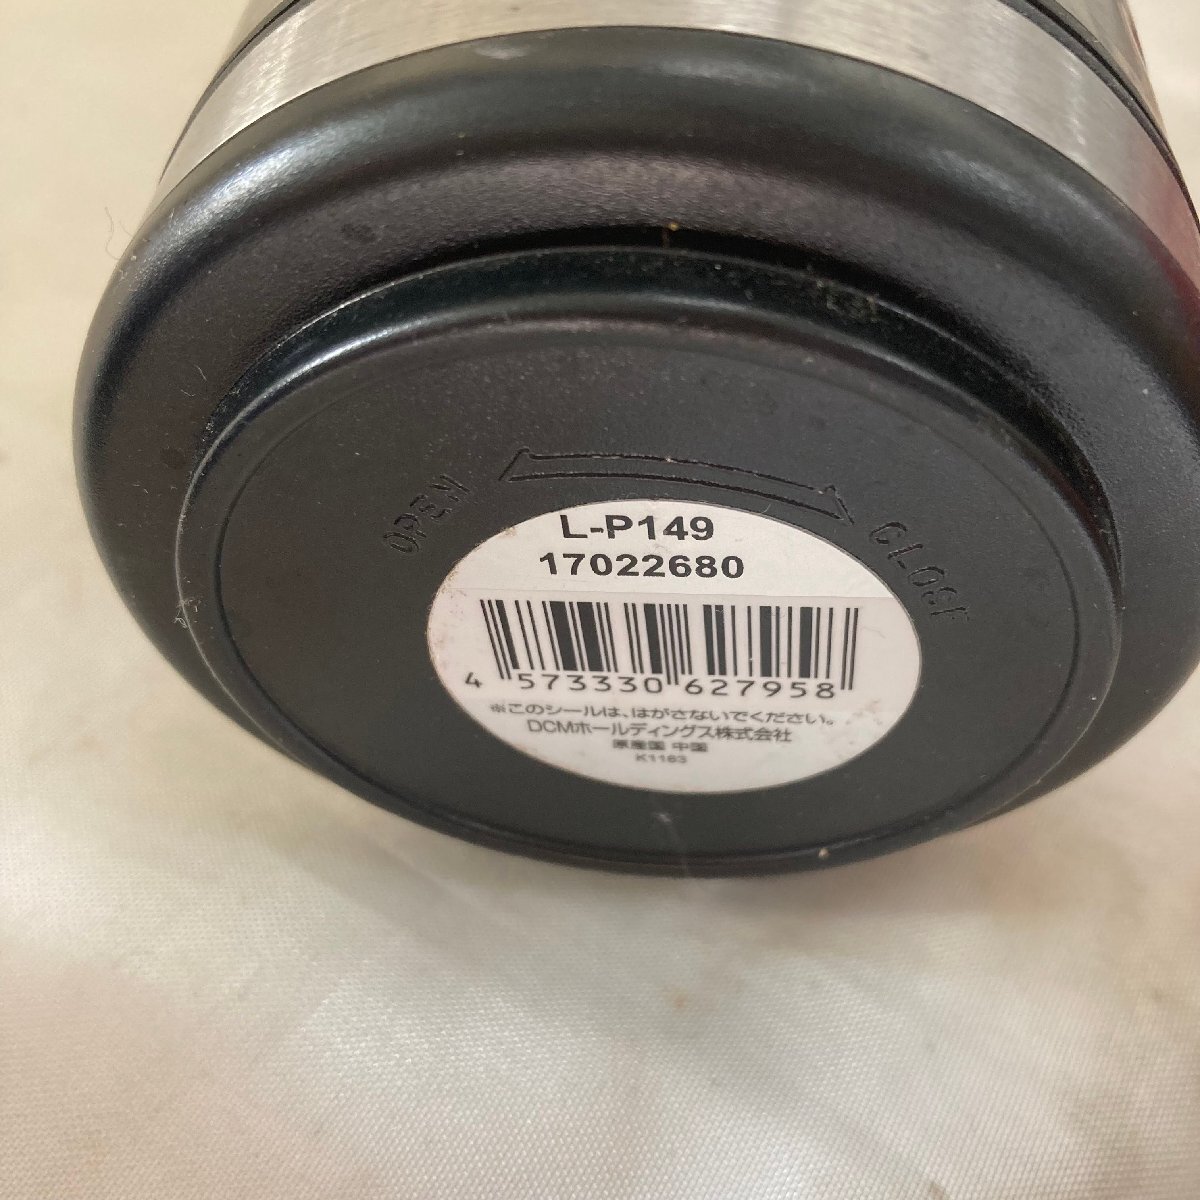 OPEN
CLOSE
L-P149
17022680
4 573330 627958
※このシールは、はがさないでください。
DCMホールディングス株式会社
原産国 中国
K1163